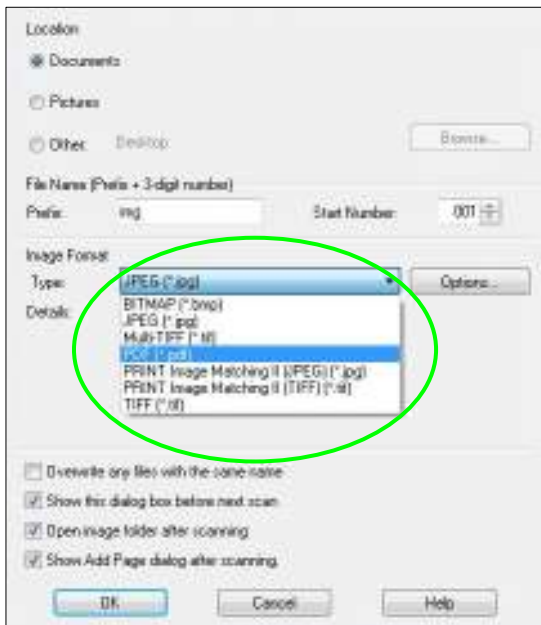 Location
Documents
Pictures
Other: Desktop Browse...
File Name (Prefix + 3-digit number)
Prefix: img Start Number: 001
Image Format
Type: JPEG (*.jpg) Options...
Details:
BITMAP (*.bmp)
JPEG (*.jpg)
Multi-TIFF (*.tif)
PDF (*.pdf)
PRINT Image Matching II (JPEG) (*.jpg)
PRINT Image Matching II (TIFF) (*.tif)
TIFF (*.tif)
Overwrite any files with the same name
Show this dialog box before next scan
Open image folder after scanning
Show Add Page dialog after scanning.
OK Cancel Help